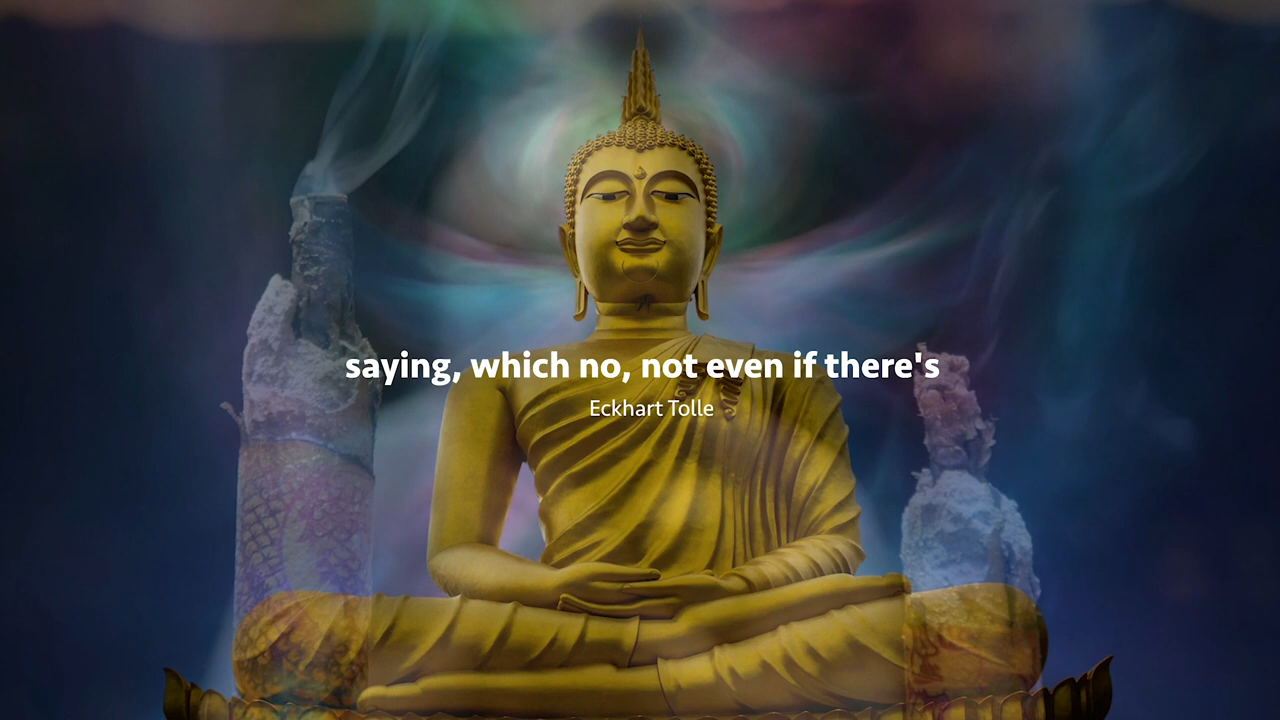 saying, which no, not even if there's
Eckhart Tolle